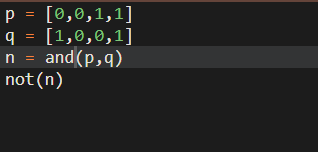 p = [0,0,1,1]
q = [1,0,0,1]
n = and(p,q)
not(n)